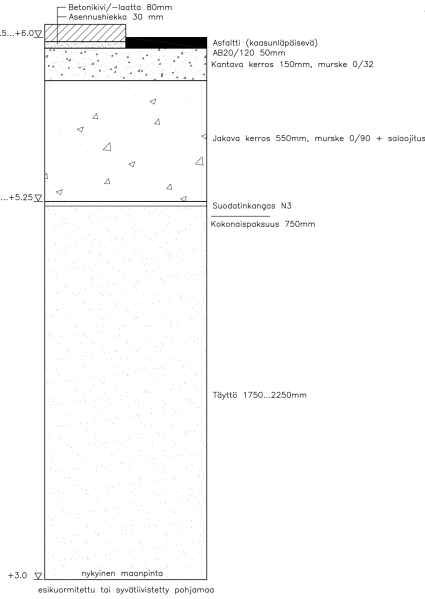 Betonikivi/-laatta 80mm
Asennushiekka 30 mm
5...+6.0
Asfaltti (kaasunläpäisevä)
AB20/120 50mm
Kantava kerros 150mm, murske 0/32
Jakava kerros 550mm, murske 0/90 + salaojitus
...+5.25
Suodatinkangas N3
Kokonaispaksuus 750mm
Täyttö 1750...2250mm
+3.0
nykyinen maanpinta
esikuormitettu tai syvätiivistetty pohjamaa